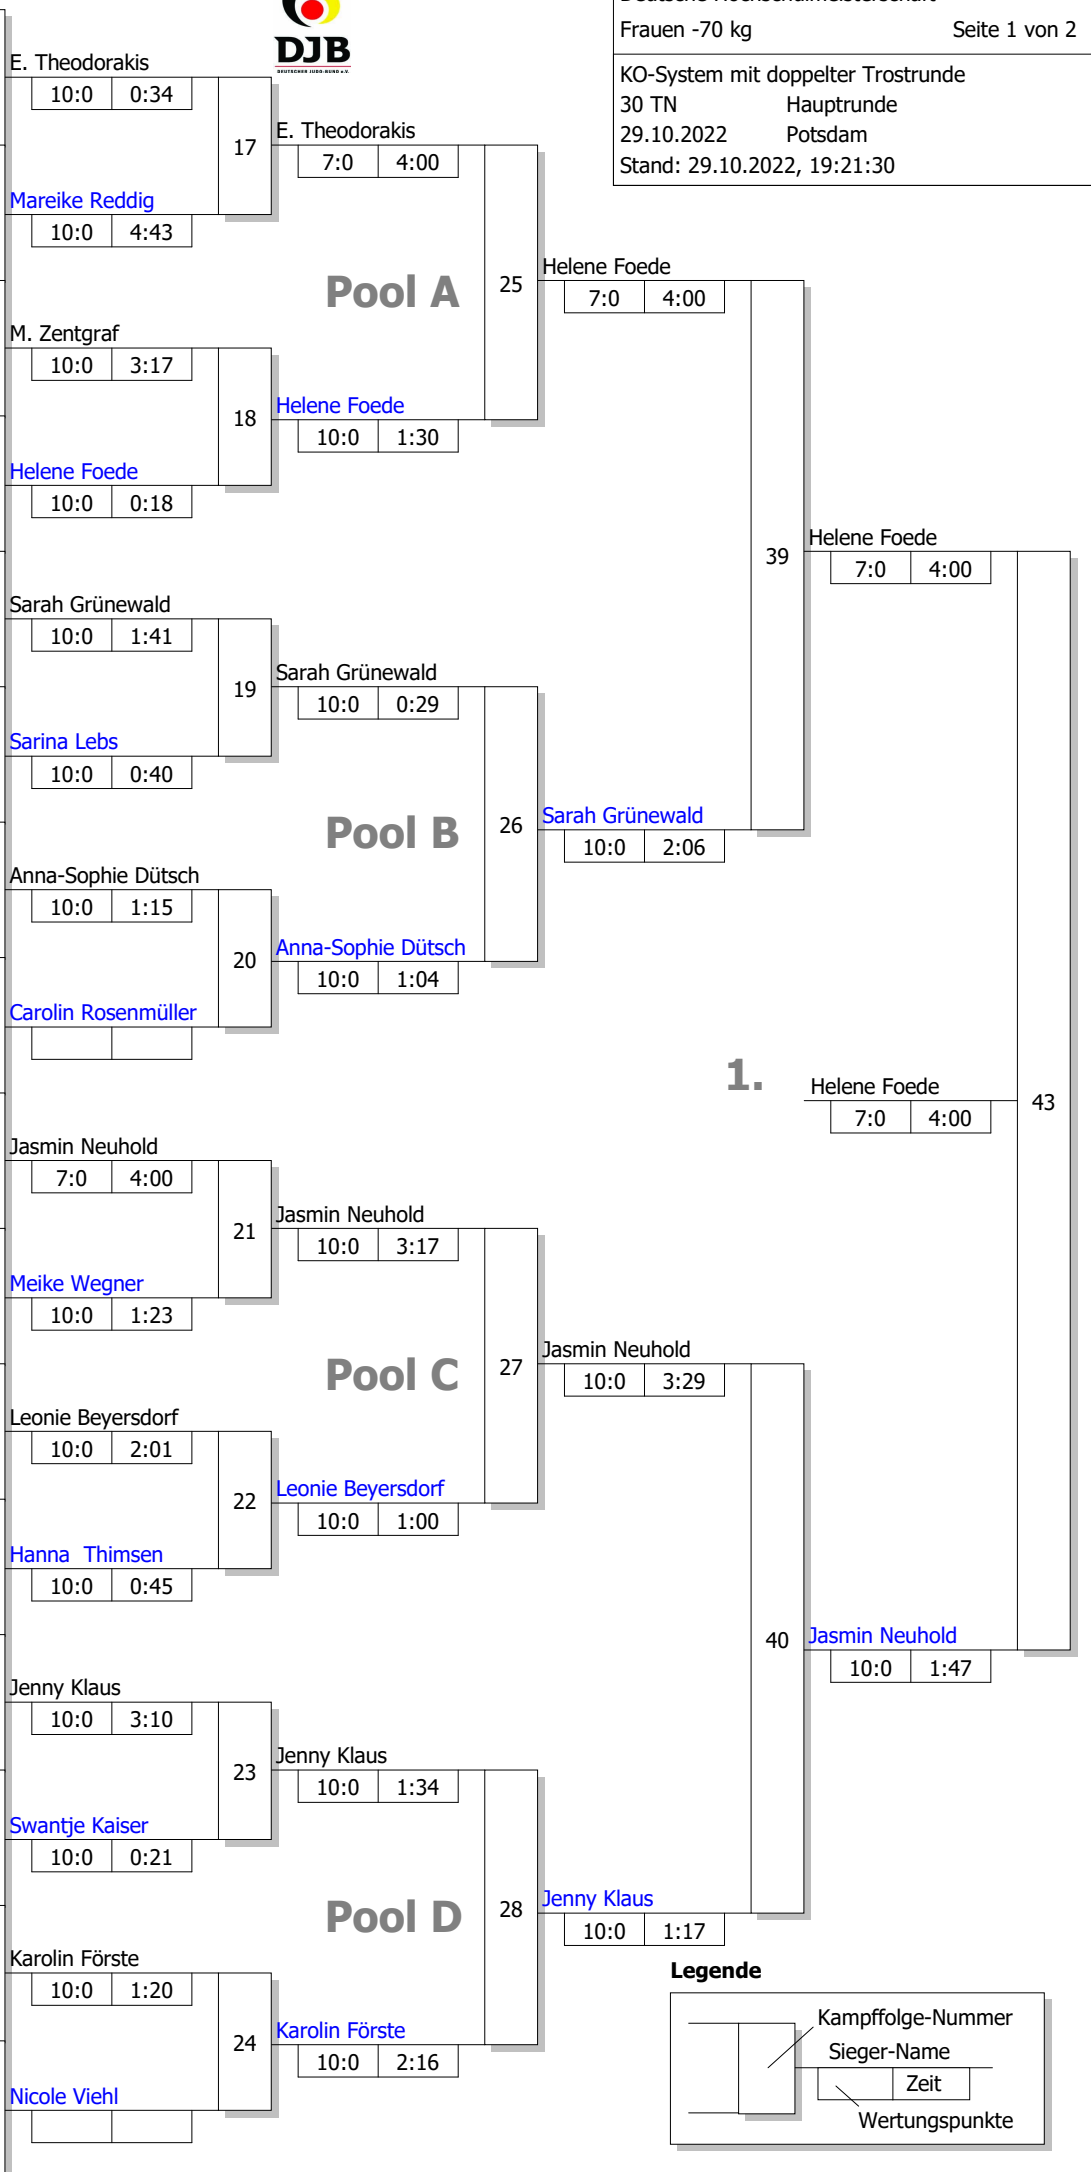 DJB
DEUTSCHER JUDO-BUND e.V.
Deutsche Hochschulmeisterschaft
Frauen -70 kg Seite 1 von 2
KO-System mit doppelter Trostrunde
30 TN Hauptrunde
29.10.2022 Potsdam
Stand: 29.10.2022, 19:21:30
E. Theodorakis
10:0 0:34
17
E. Theodorakis
7:0 4:00
Mareike Reddig
10:0 4:43
Pool A
25
Helene Foede
7:0 4:00
M. Zentgraf
10:0 3:17
18
Helene Foede
10:0 1:30
Helene Foede
10:0 0:18
39
Helene Foede
7:0 4:00
Sarah Grünewald
10:0 1:41
19
Sarah Grünewald
10:0 0:29
Sarina Lebs
10:0 0:40
Pool B
26
Sarah Grünewald
10:0 2:06
Anna-Sophie Dütsch
10:0 1:15
20
Anna-Sophie Dütsch
10:0 1:04
Carolin Rosenmüller
1.
Helene Foede
7:0 4:00
43
Jasmin Neuhold
7:0 4:00
21
Jasmin Neuhold
10:0 3:17
Meike Wegner
10:0 1:23
Pool C
27
Jasmin Neuhold
10:0 3:29
Leonie Beyersdorf
10:0 2:01
22
Leonie Beyersdorf
10:0 1:00
Hanna  Thimsen
10:0 0:45
40
Jasmin Neuhold
10:0 1:47
Jenny Klaus
10:0 3:10
23
Jenny Klaus
10:0 1:34
Swantje Kaiser
10:0 0:21
Pool D
28
Jenny Klaus
10:0 1:17
Karolin Förste
10:0 1:20
24
Karolin Förste
10:0 2:16
Nicole Viehl
Legende
Kampffolge-Nummer
Sieger-Name
Zeit
Wertungspunkte